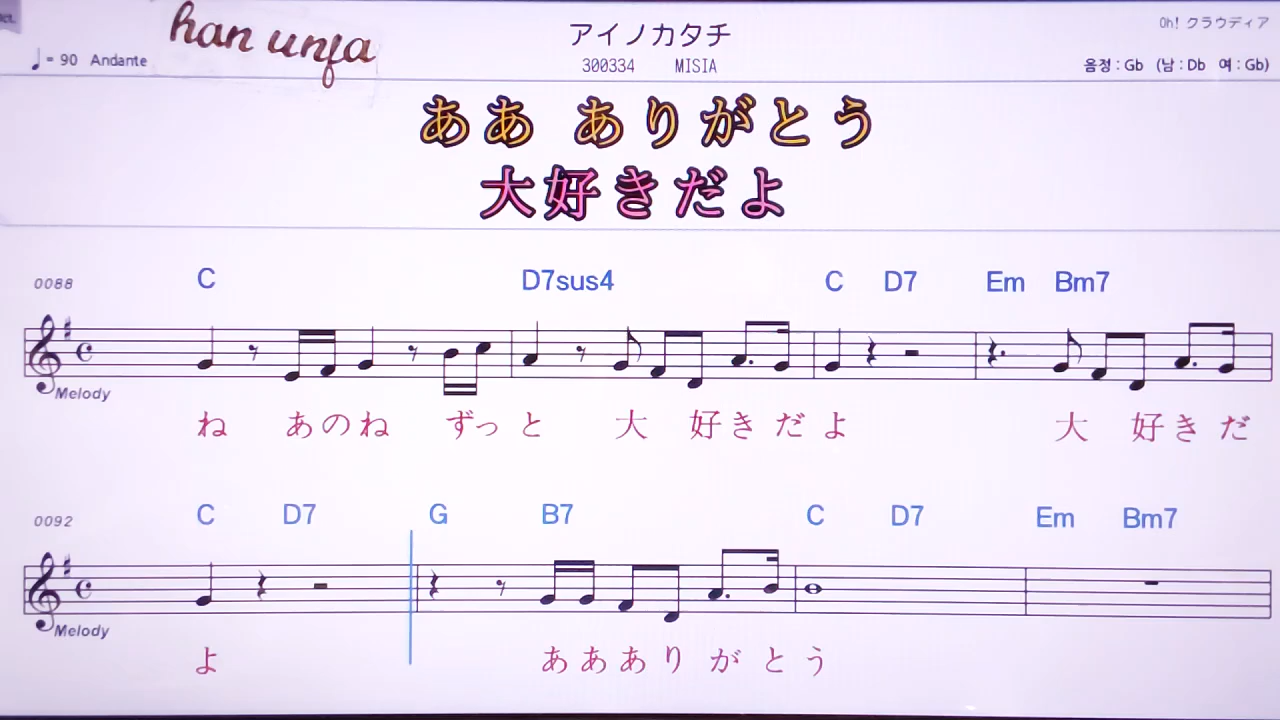 ct.
han unfa
アイノカタチ
Oh! クラウディア
♩= 90 Andante
300334 MISIA
음정 : Gb (남 : Db 여 : Gb)
ああ ありがとう
大好きだよ
0088 C D7sus4 C D7 Em Bm7
Melody
ね あのね ずっと 大 好きだよ 大 好きだ
0092 C D7 G B7 C D7 Em Bm7
Melody
よ ああありがとう